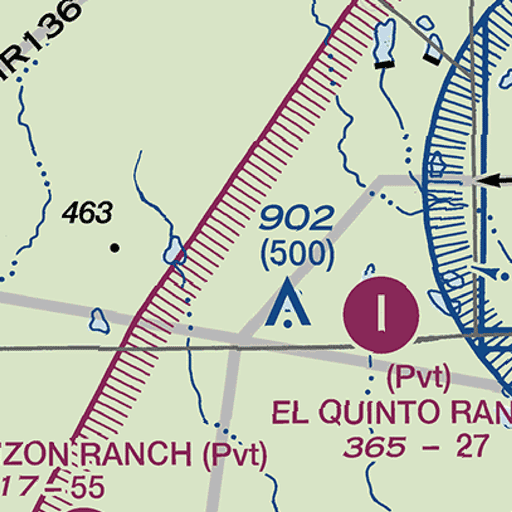 IR136
463
902
(500)
(Pvt)
EL QUINTO RAN
365 - 27
ZON RANCH (Pvt)
17 - 55